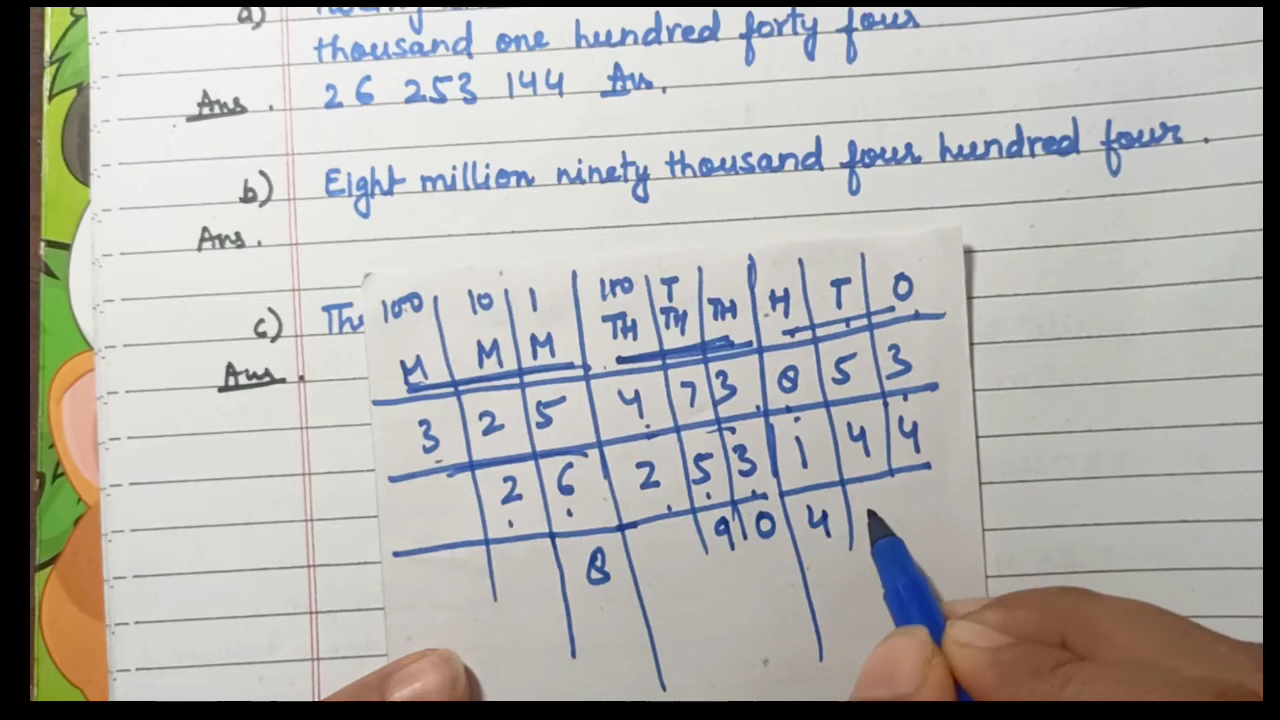 a)
thousand one hundred forty four
Ans. 26 253 144 An.
b) Eight million ninety thousand four hundred four.
Ans.
c) Th
Ans.
100 M 10 M 1 M 100 TH T TH TH H T O
3 2 5 4 7 3 8 5 3
2 6 2 5 3 1 4 4
8 9 0 4